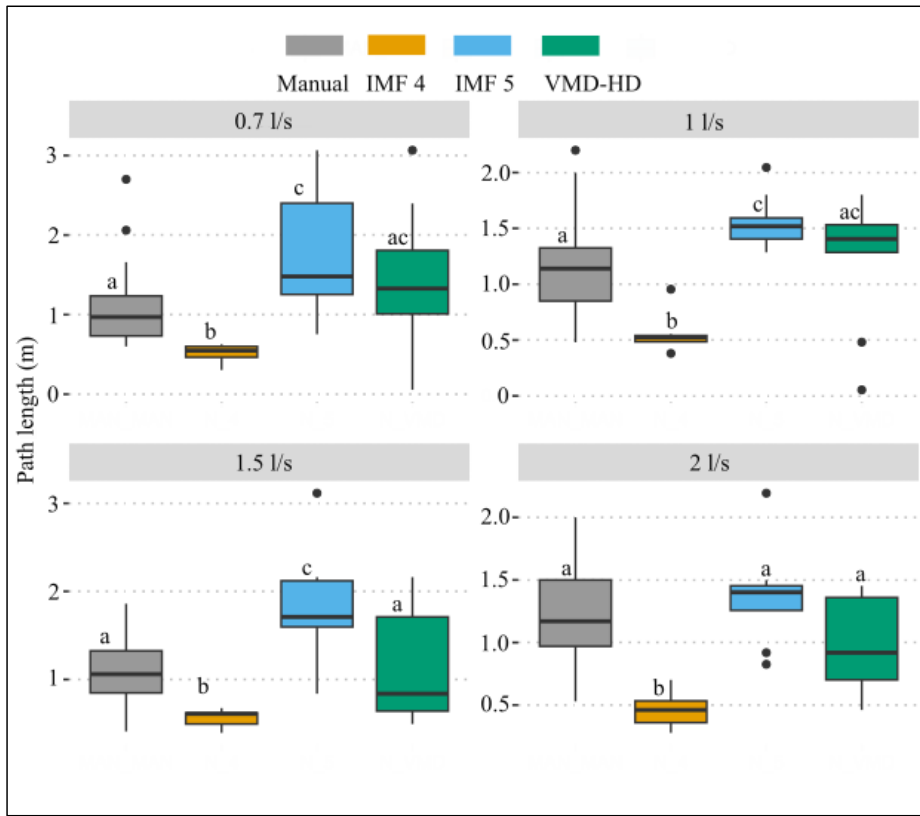 Manual IMF 4 IMF 5 VMD-HD
0.7 l/s
3
2
1
0
a
b
c
ac
1 l/s
2.0
1.5
1.0
0.5
0
a
b
c
ac
Path length (m)
1.5 l/s
3
2
1
a
b
c
a
2 l/s
2.0
1.5
1.0
0.5
a
b
a
a